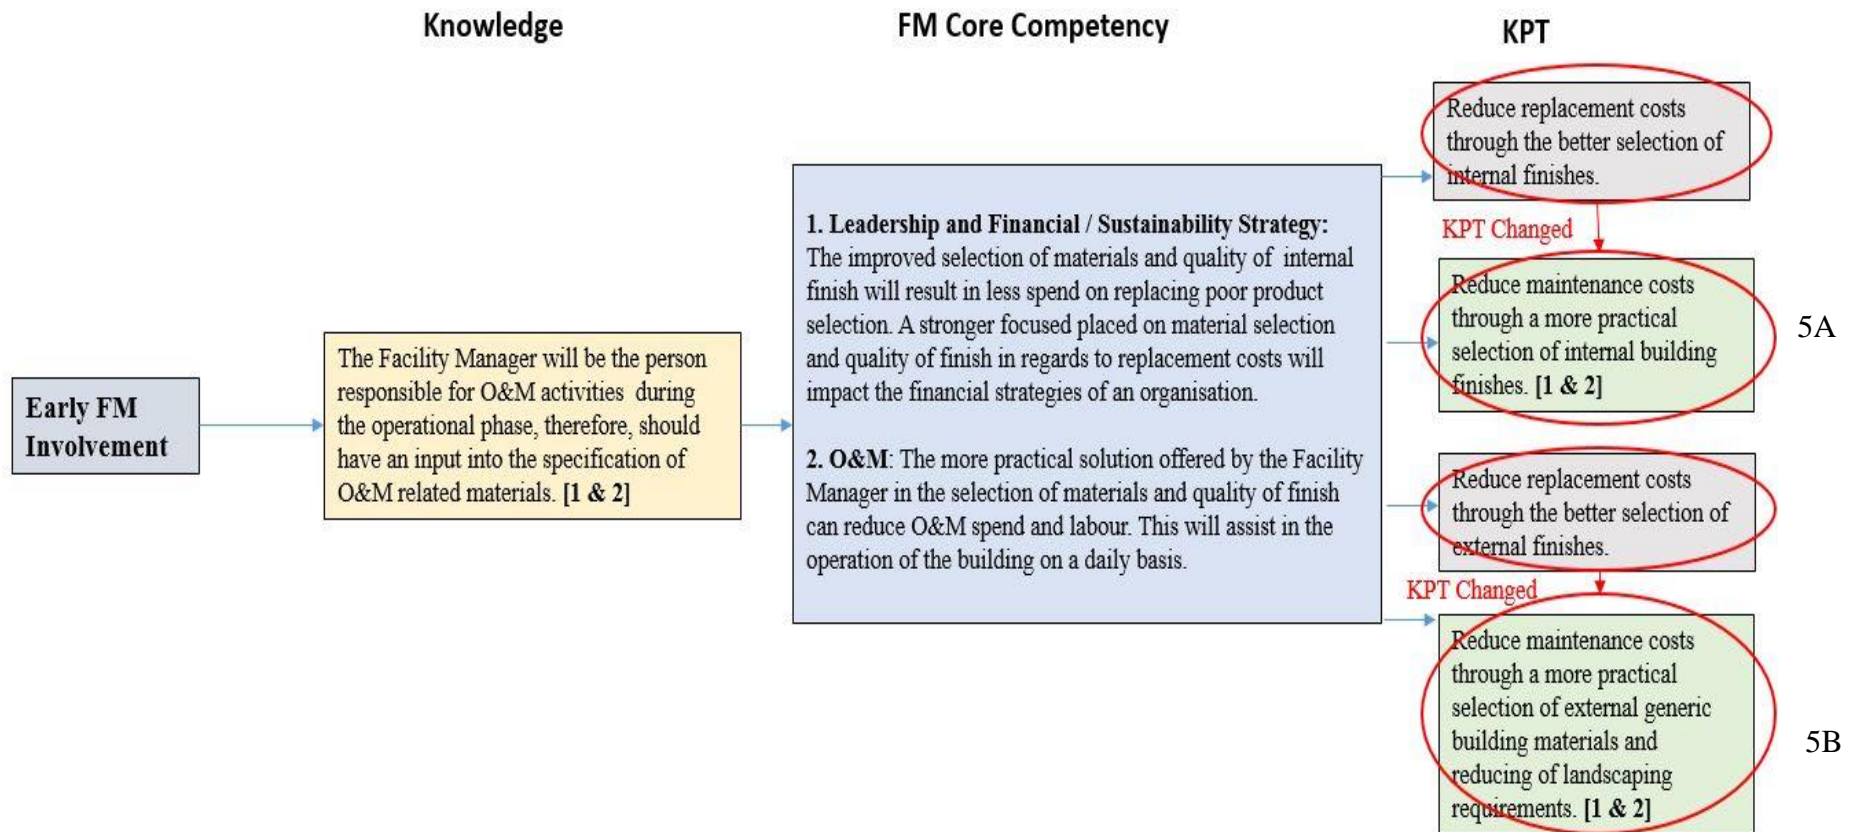 Knowledge
FM Core Competency
KPT
Early FM
Involvement
The Facility Manager will be the person
responsible for O&M activities during
the operational phase, therefore, should
have an input into the specification of
O&M related materials. [1 & 2]
1. Leadership and Financial / Sustainability Strategy:
The improved selection of materials and quality of internal
finish will result in less spend on replacing poor product
selection. A stronger focused placed on material selection
and quality of finish in regards to replacement costs will
impact the financial strategies of an organisation.
2. O&M: The more practical solution offered by the Facility
Manager in the selection of materials and quality of finish
can reduce O&M spend and labour. This will assist in the
operation of the building on a daily basis.
Reduce replacement costs
through the better selection of
internal finishes.
KPT Changed
Reduce maintenance costs
through a more practical
selection of internal building
finishes. [1 & 2]
5A
Reduce replacement costs
through the better selection of
external finishes.
KPT Changed
Reduce maintenance costs
through a more practical
selection of external generic
building materials and
reducing of landscaping
requirements. [1 & 2]
5B